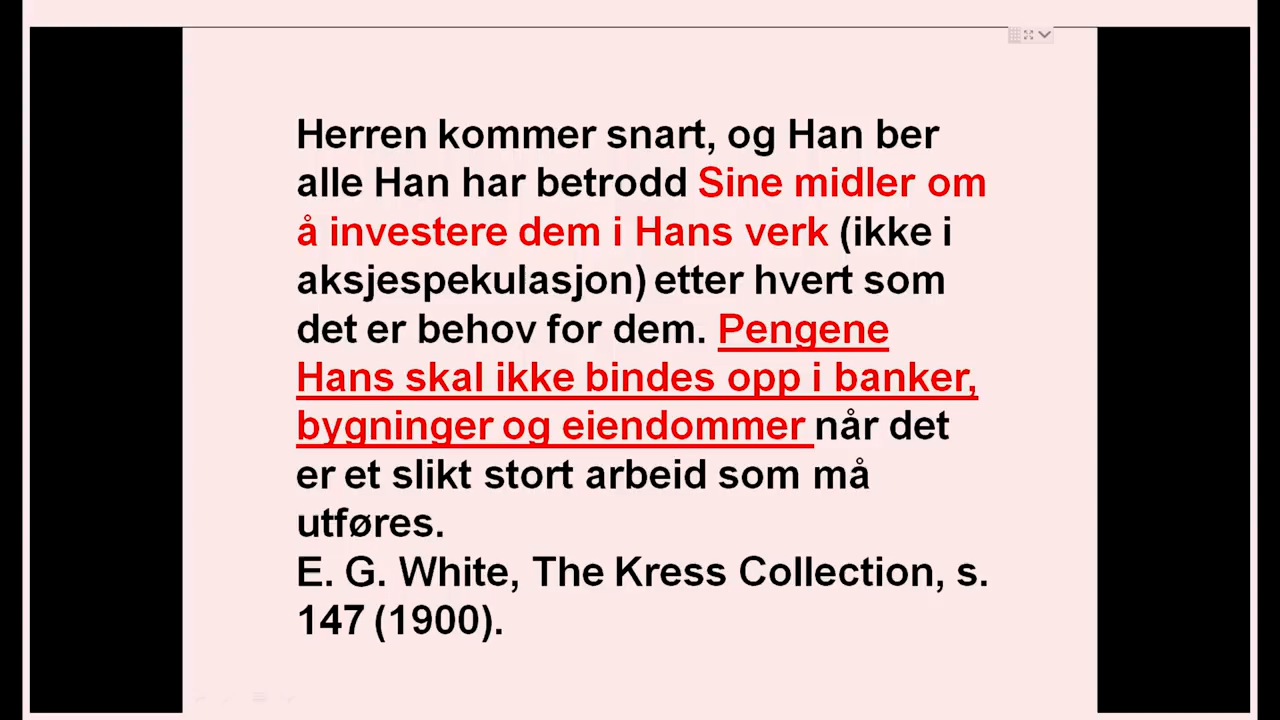 Herren kommer snart, og Han ber
alle Han har betrodd Sine midler om
å investere dem i Hans verk (ikke i
aksjespekulasjon) etter hvert som
det er behov for dem. Pengene
Hans skal ikke bindes opp i banker,
bygninger og eiendommer når det
er et slikt stort arbeid som må
utføres.
E. G. White, The Kress Collection, s.
147 (1900).